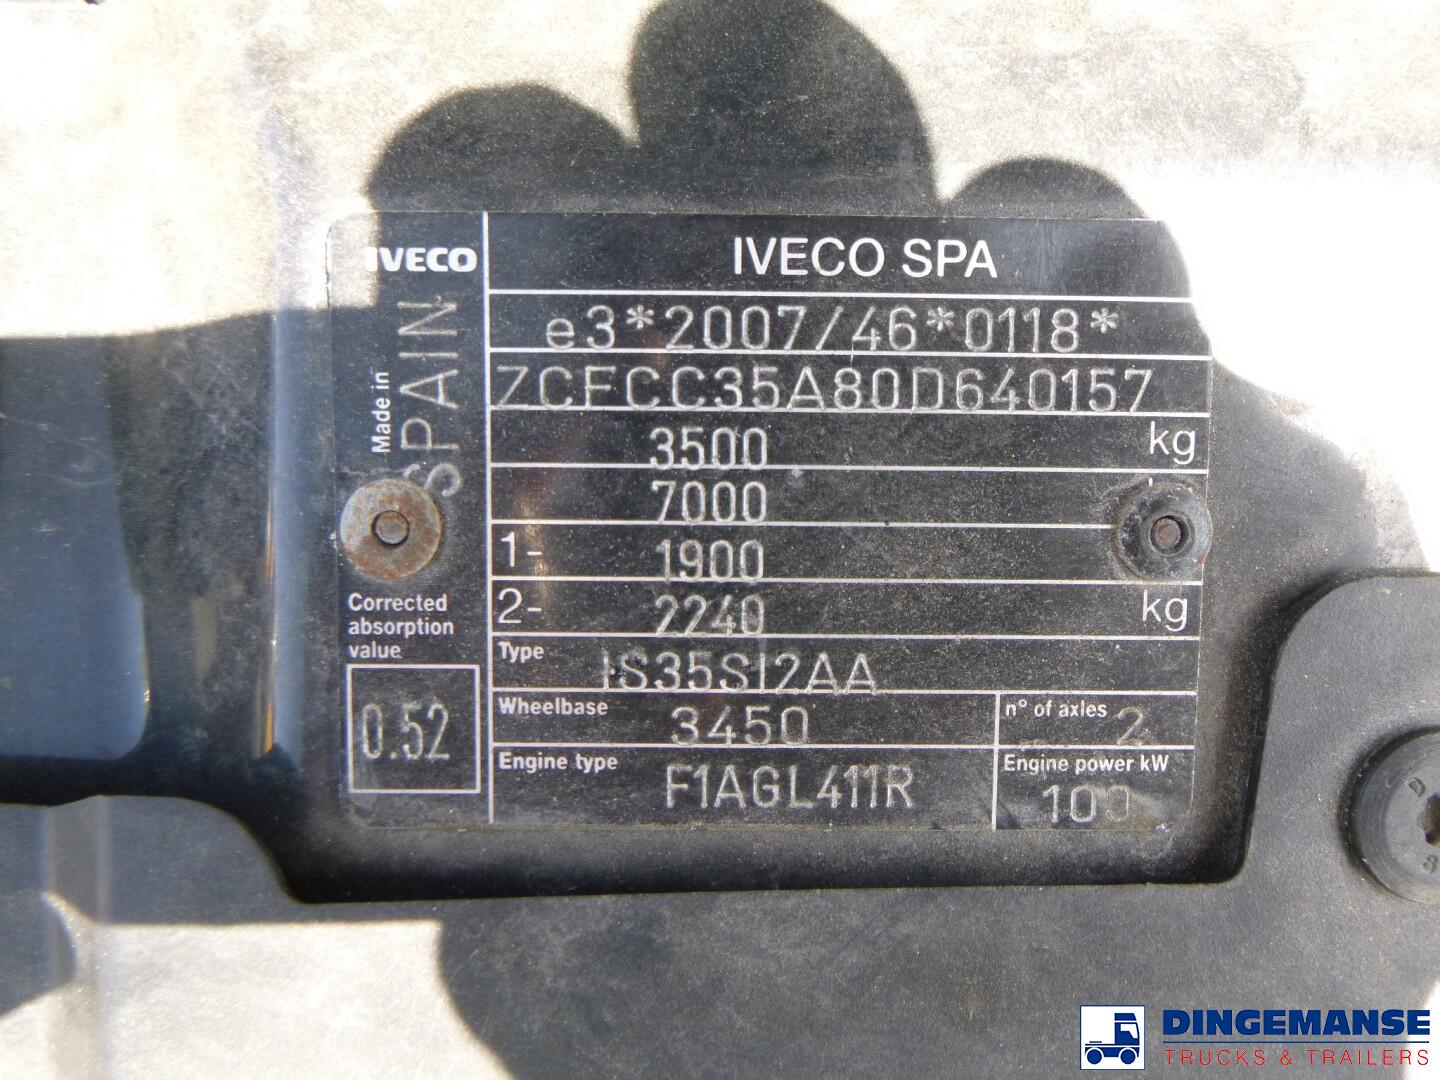 IVECO
Made in SPAIN
Corrected
absorption
value
0.52
IVECO SPA
e3*2007/46*0118*
ZCFCC35A80D640157
3500 kg
7000
1- 1900
2- 2240 kg
Type IS35SI2AA
Wheelbase 3450 n° of axles 2
Engine type F1AGL411R Engine power kW 100
DINGEMANSE
TRUCKS & TRAILERS